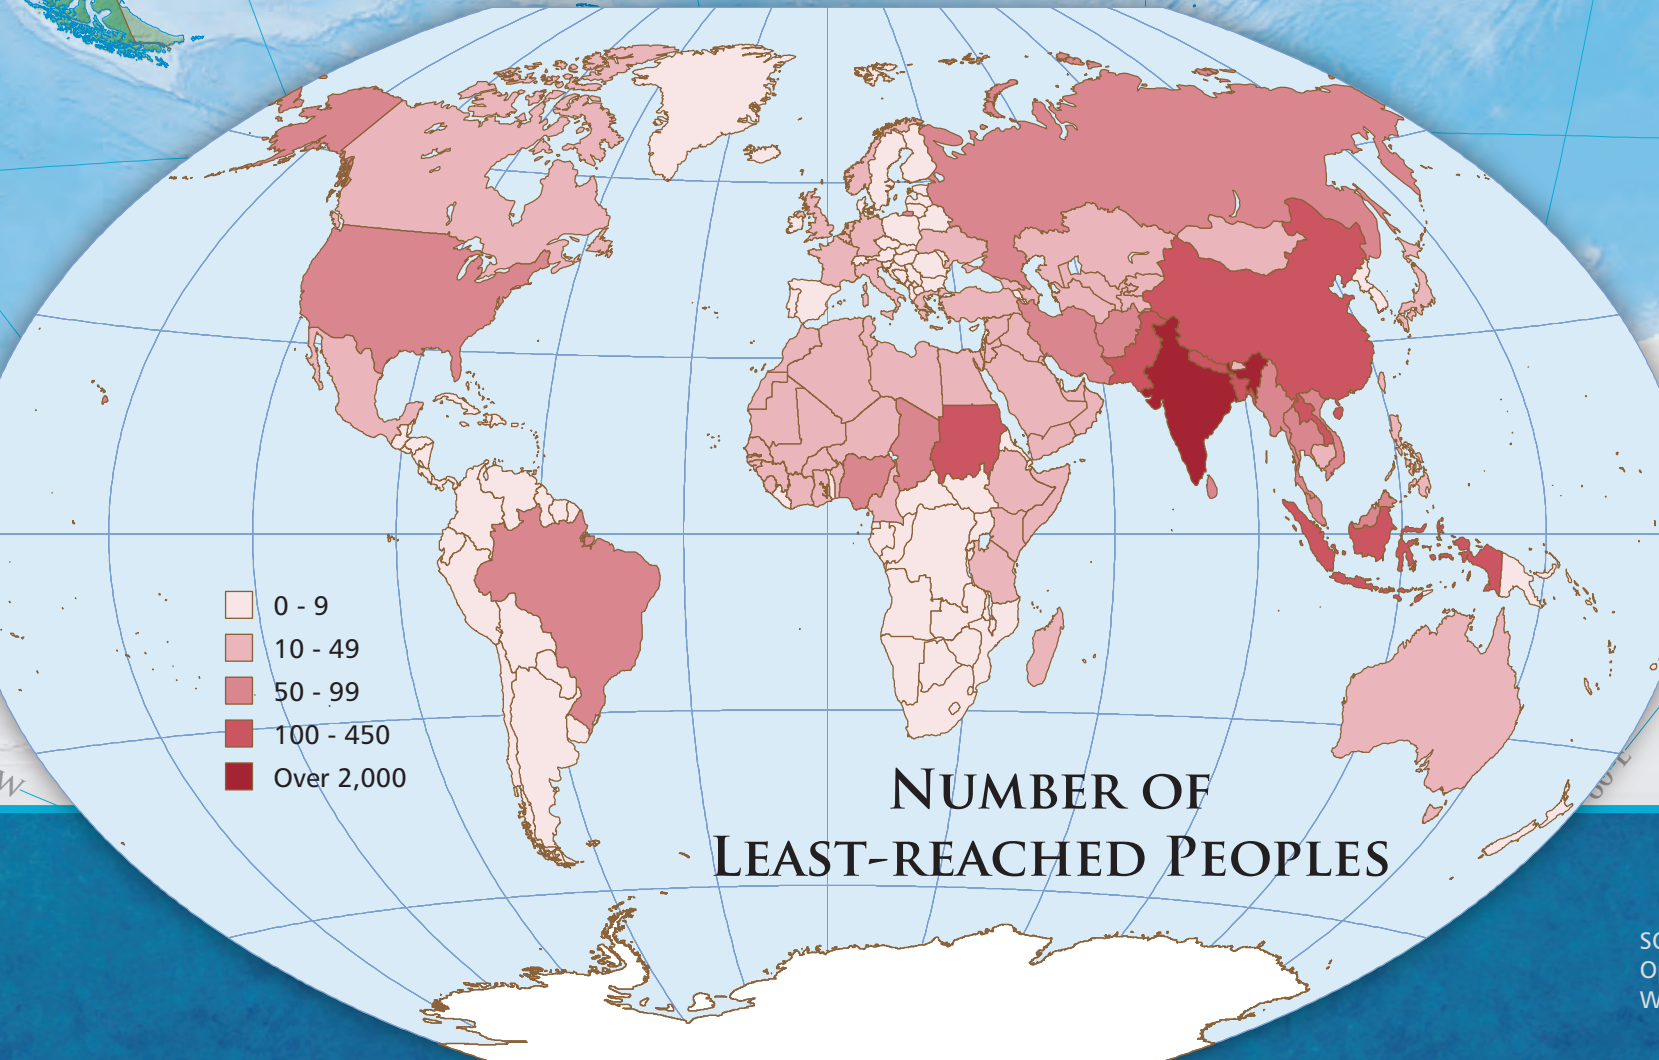 0 - 9
10 - 49
50 - 99
100 - 450
Over 2,000
Number of
Least-reached Peoples
W